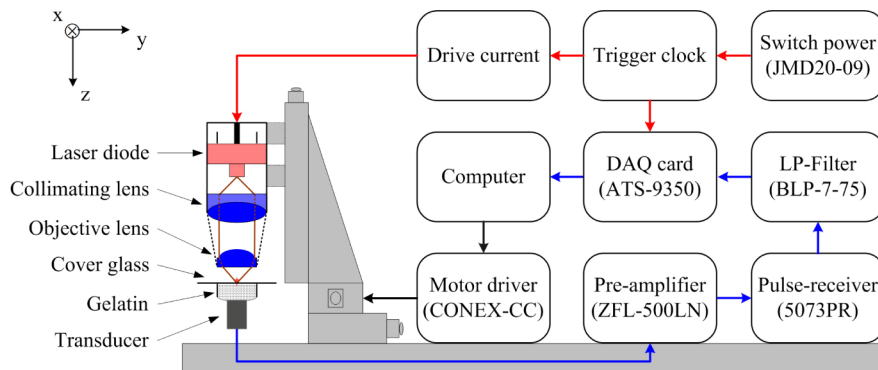 x
y
z
Drive current
Trigger clock
Switch power
(JMD20-09)
Laser diode
Collimating lens
Objective lens
Cover glass
Gelatin
Transducer
Computer
DAQ card
(ATS-9350)
LP-Filter
(BLP-7-75)
Motor driver
(CONEX-CC)
Pre-amplifier
(ZFL-500LN)
Pulse-receiver
(5073PR)